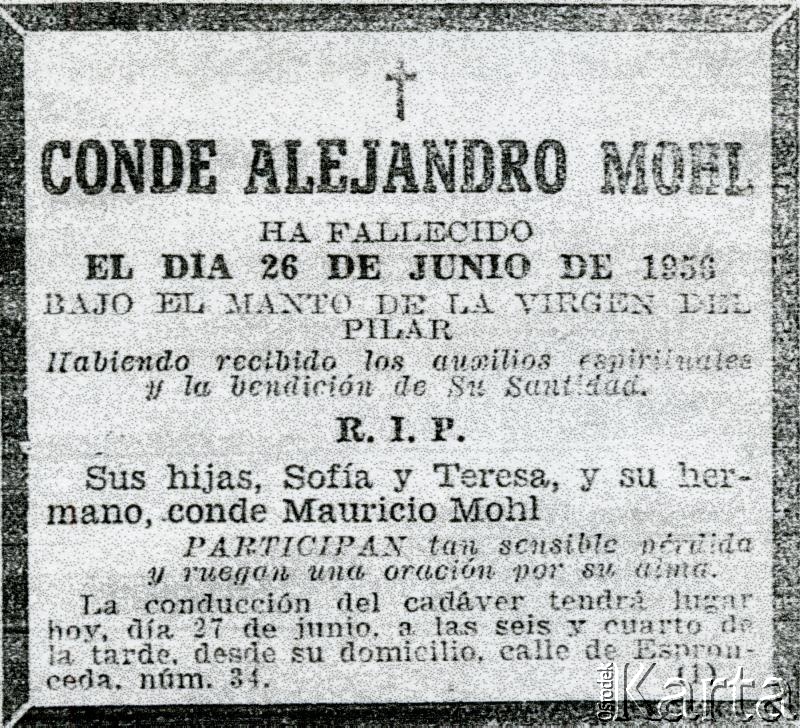 CONDE ALEJANDRO MOHL
HA FALLECIDO
EL DIA 26 DE JUNIO DE 1956
BAJO EL MANTO DE LA VIRGEN DEL
PILAR
Habiendo recibido los auxilios espirituales
y la bendición de Su Santidad.
R. I. P.
Sus hijas, Sofía y Teresa, y su her-
mano, conde Mauricio Mohl
PARTICIPAN tan sensible pérdida
y ruegan una oración por su alma.
La conducción del cadáver tendrá lugar
hoy, día 27 de junio, a las seis y cuarto de
la tarde, desde su domicilio, calle de Espron-
ceda, núm. 34. (1)
Ośrodek Karta